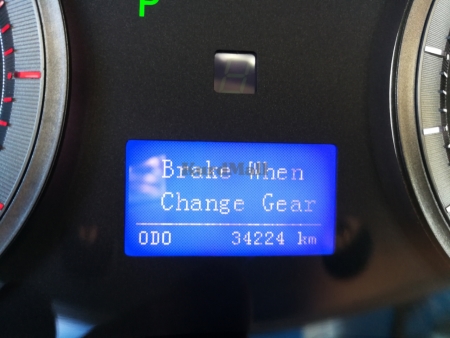 P
Brake When
Change Gear
ODO 34224 km